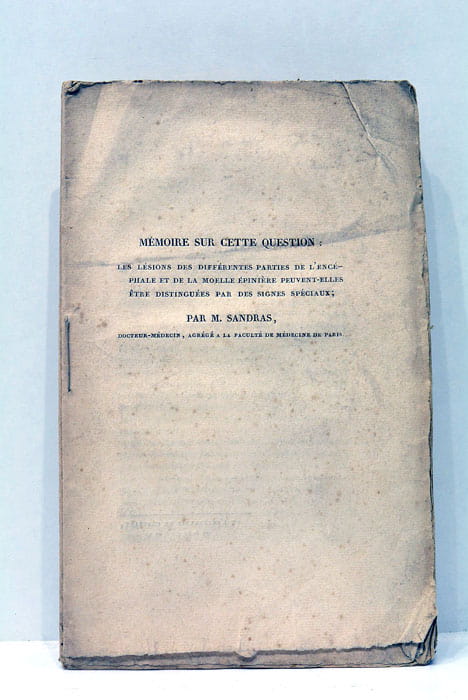 MÉMOIRE SUR CETTE QUESTION :
LES LÉSIONS DES DIFFÉRENTES PARTIES DE L'ENCÉ-
PHALE ET DE LA MOELLE ÉPINIÈRE PEUVENT-ELLES
ÊTRE DISTINGUÉES PAR DES SIGNES SPÉCIAUX;
PAR M. SANDRAS,
DOCTEUR-MÉDECIN, AGRÉGÉ A LA FACULTÉ DE MÉDECINE DE PARIS.